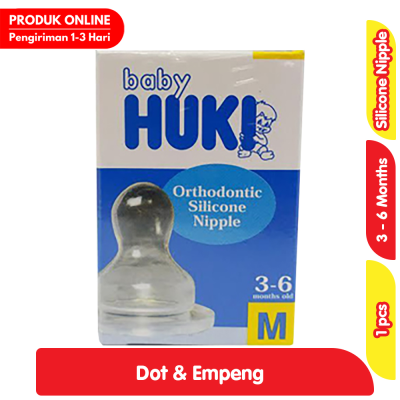 PRODUK ONLINE
Pengiriman 1-3 Hari
baby
HUKI
Orthodontic
Silicone
Nipple
3-6
months old
M
Silicone Nipple
3 - 6 Months
1 pcs
Dot & Empeng